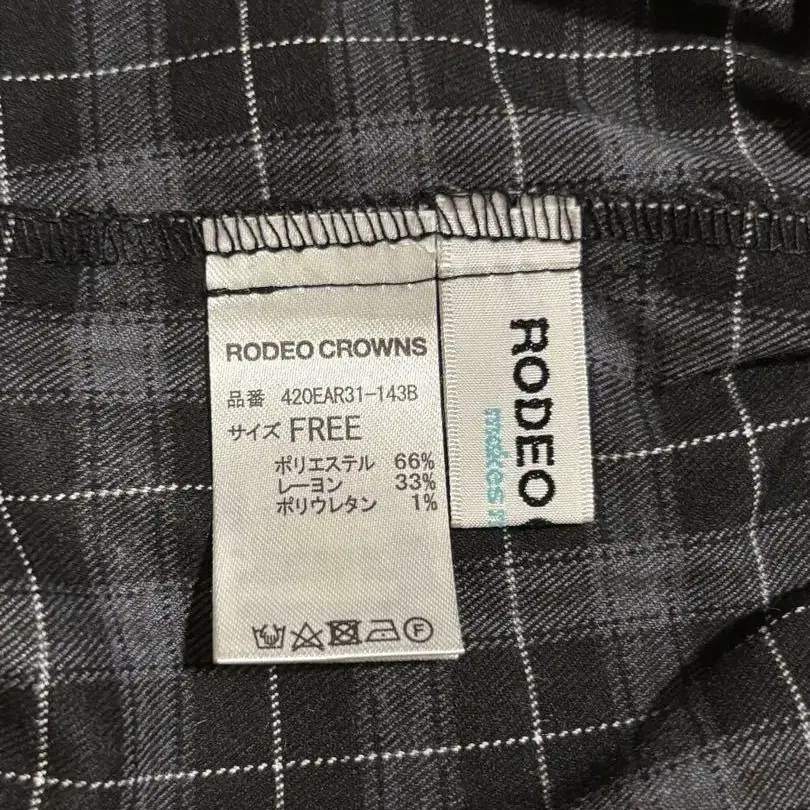 RODEO CROWNS
品番 420EAR31-143B
サイズ FREE
ポリエステル 66%
レーヨン 33%
ポリウレタン 1%
F
RODEO